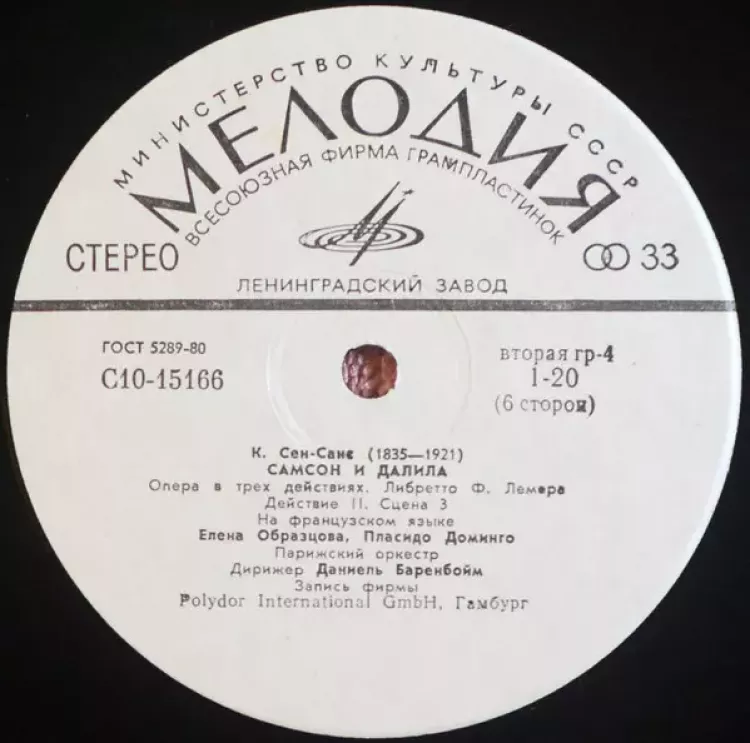 МИНИСТЕРСТВО КУЛЬТУРЫ СССР
МЕЛОДИЯ
ВСЕСОЮЗНАЯ ФИРМА ГРАМПЛАСТИНОК
СТЕРЕО
33
ЛЕНИНГРАДСКИЙ ЗАВОД
ГОСТ 5289-80
С10-15166
вторая гр-4
1-20
(6 сторон)
К. Сен-Санс (1835—1921)
САМСОН И ДАЛИЛА
Опера в трех действиях. Либретто Ф. Лемера
Действие II. Сцена 3
На французском языке
Елена Образцова, Пласидо Доминго
Парижский оркестр
Дирижер Даниель Баренбойм
Запись фирмы
Polydor International GmbH, Гамбург